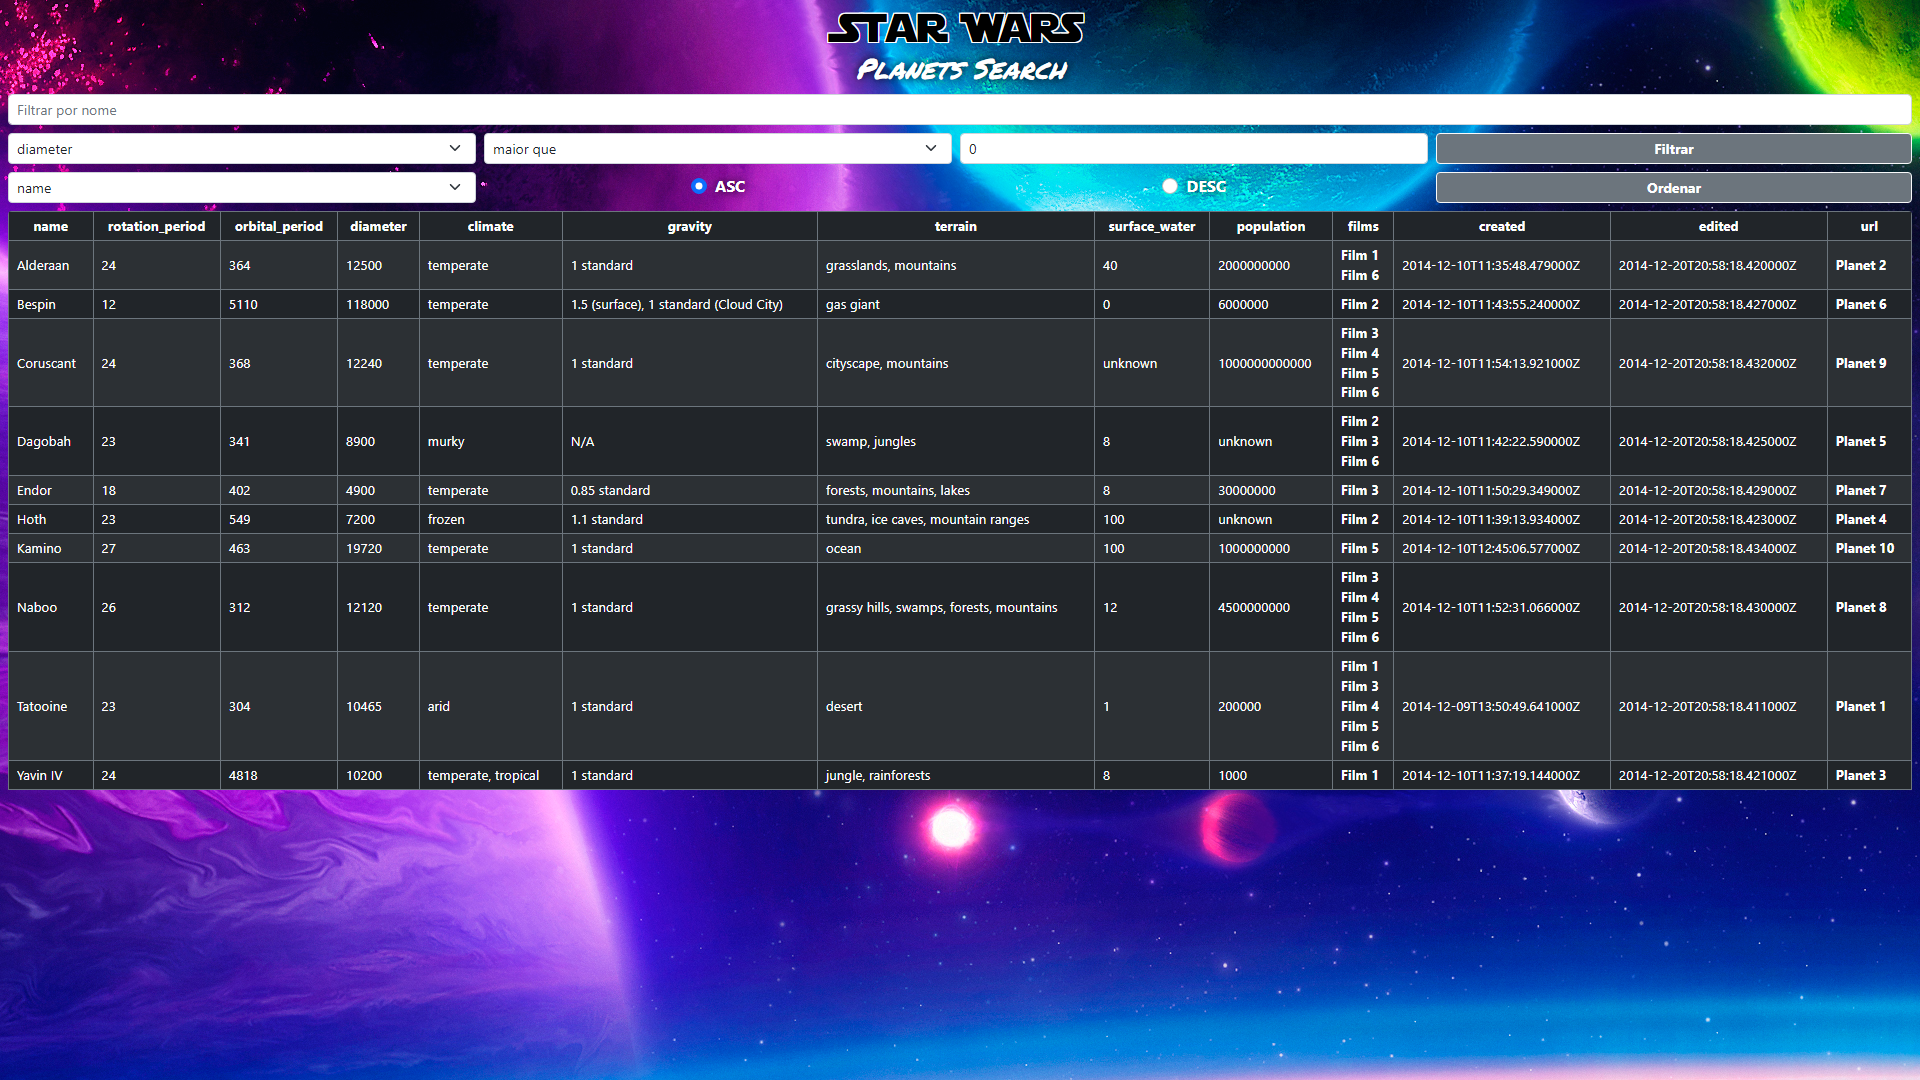 STAR WARS
Planets Search
Filtrar por nome
diameter maior que 0 Filtrar
name ASC DESC Ordenar
name rotation_period orbital_period diameter climate gravity terrain surface_water population films created edited url
Alderaan 24 364 12500 temperate 1 standard grasslands, mountains 40 2000000000 Film 1 Film 6 2014-12-10T11:35:48.479000Z 2014-12-20T20:58:18.420000Z Planet 2
Bespin 12 5110 118000 temperate 1.5 (surface), 1 standard (Cloud City) gas giant 0 6000000 Film 2 2014-12-10T11:43:55.240000Z 2014-12-20T20:58:18.427000Z Planet 6
Coruscant 24 368 12240 temperate 1 standard cityscape, mountains unknown 1000000000000 Film 3 Film 4 Film 5 Film 6 2014-12-10T11:54:13.921000Z 2014-12-20T20:58:18.432000Z Planet 9
Dagobah 23 341 8900 murky N/A swamp, jungles 8 unknown Film 2 Film 3 Film 6 2014-12-10T11:42:22.590000Z 2014-12-20T20:58:18.425000Z Planet 5
Endor 18 402 4900 temperate 0.85 standard forests, mountains, lakes 8 30000000 Film 3 2014-12-10T11:50:29.349000Z 2014-12-20T20:58:18.429000Z Planet 7
Hoth 23 549 7200 frozen 1.1 standard tundra, ice caves, mountain ranges 100 unknown Film 2 2014-12-10T11:39:13.934000Z 2014-12-20T20:58:18.423000Z Planet 4
Kamino 27 463 19720 temperate 1 standard ocean 100 1000000000 Film 5 2014-12-10T12:45:06.577000Z 2014-12-20T20:58:18.434000Z Planet 10
Naboo 26 312 12120 temperate 1 standard grassy hills, swamps, forests, mountains 12 4500000000 Film 3 Film 4 Film 5 Film 6 2014-12-10T11:52:31.066000Z 2014-12-20T20:58:18.430000Z Planet 8
Tatooine 23 304 10465 arid 1 standard desert 1 200000 Film 1 Film 3 Film 4 Film 5 Film 6 2014-12-09T13:50:49.641000Z 2014-12-20T20:58:18.411000Z Planet 1
Yavin IV 24 4818 10200 temperate, tropical 1 standard jungle, rainforests 8 1000 Film 1 2014-12-10T11:37:19.144000Z 2014-12-20T20:58:18.421000Z Planet 3